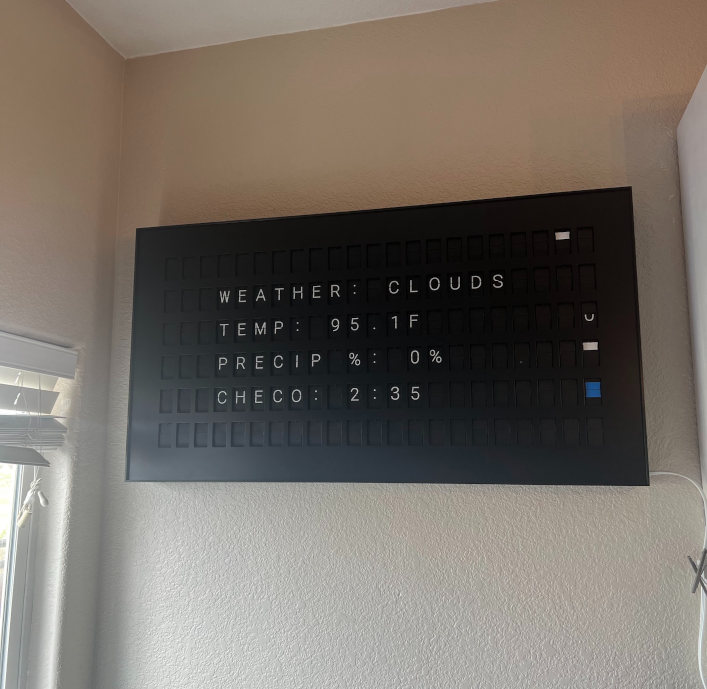 WEATHER: CLOUDS
TEMP: 95.1F
PRECIP %: 0%
CHECO: 2:35